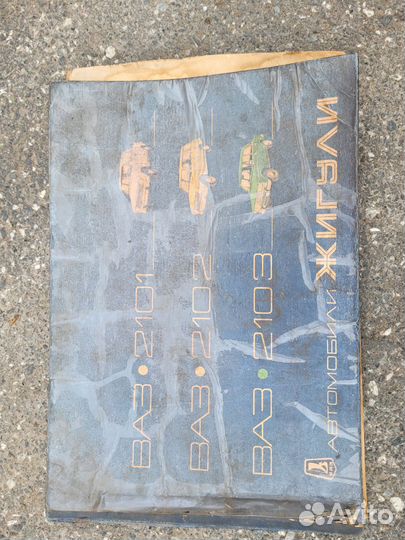 ВАЗ • 2101
ВАЗ • 2102
ВАЗ • 2103
АВТОМОБИЛИ ЖИГУЛИ
Avito